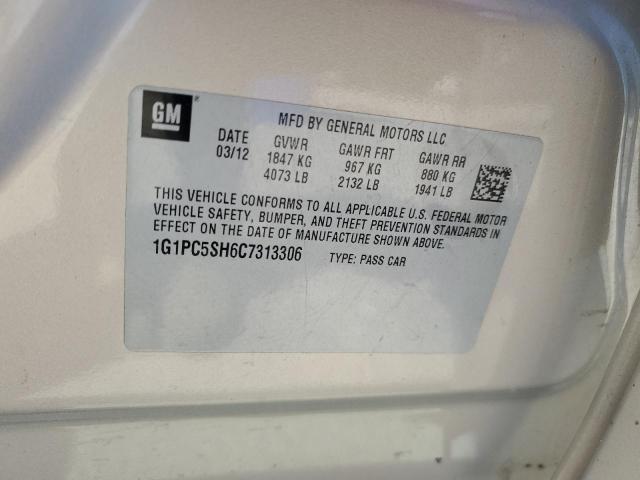 GM ®
MFD BY GENERAL MOTORS LLC
DATE GVWR GAWR FRT GAWR RR
03/12 1847 KG 967 KG 880 KG
4073 LB 2132 LB 1941 LB
THIS VEHICLE CONFORMS TO ALL APPLICABLE U.S. FEDERAL MOTOR
VEHICLE SAFETY, BUMPER, AND THEFT PREVENTION STANDARDS IN
EFFECT ON THE DATE OF MANUFACTURE SHOWN ABOVE.
1G1PC5SH6C7313306 TYPE: PASS CAR